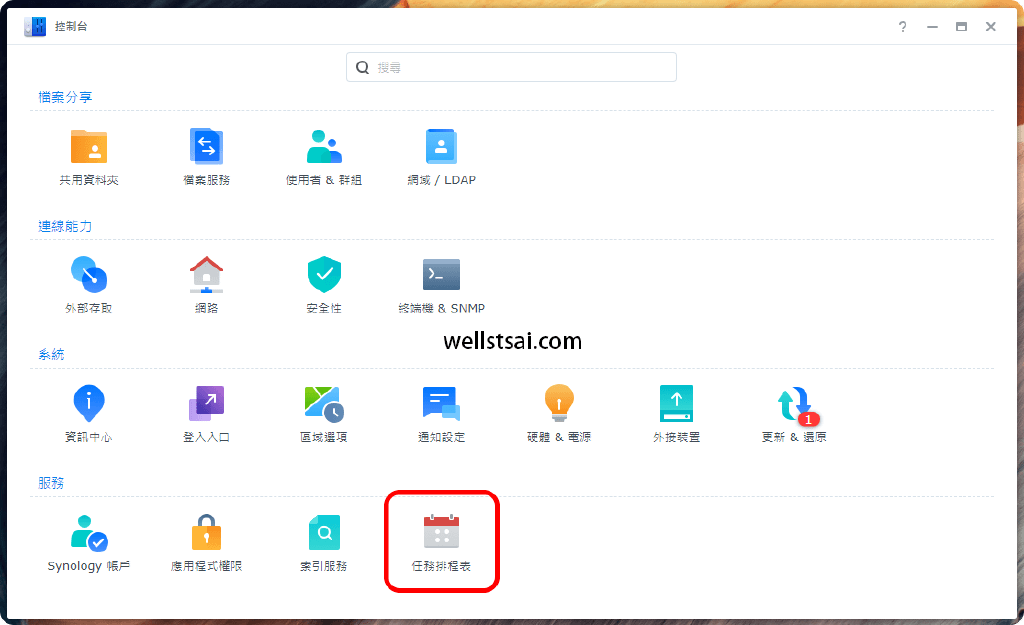 控制台
搜尋
檔案分享
共用資料夾
檔案服務
使用者 & 群組
網域 / LDAP
連線能力
外部存取
網路
安全性
終端機 & SNMP
wellstsai.com
系統
資訊中心
登入入口
區域選項
通知設定
硬體 & 電源
外接裝置
1
更新 & 還原
服務
Synology 帳戶
應用程式權限
索引服務
任務排程表